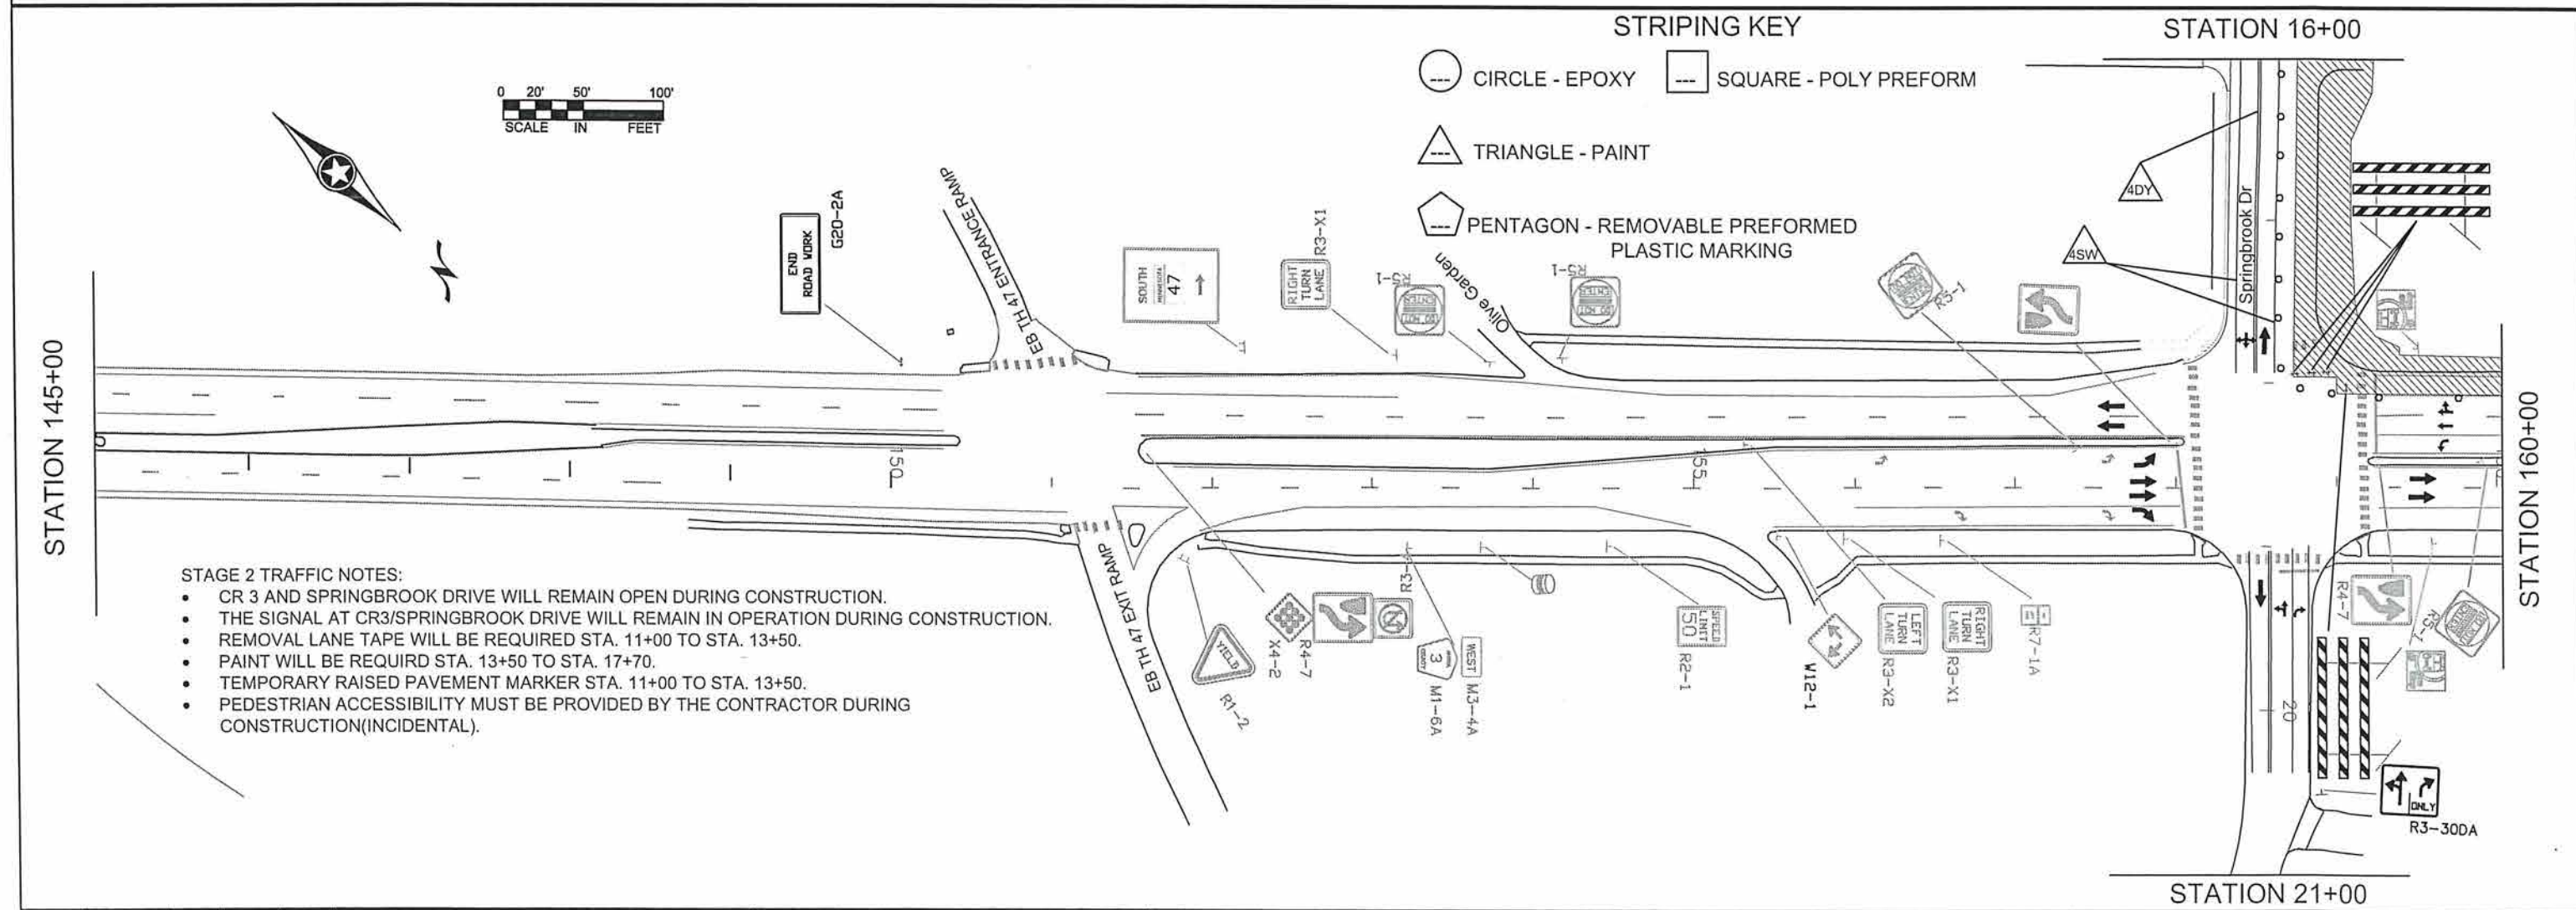 STRIPING KEY
--- CIRCLE - EPOXY
--- SQUARE - POLY PREFORM
--- TRIANGLE - PAINT
--- PENTAGON - REMOVABLE PREFORMED
PLASTIC MARKING
STATION 16+00
0 20' 50' 100'
SCALE IN FEET
STATION 145+00
END
ROAD WORK
G20-2A
EB TH 47 ENTRANCE RAMP
SOUTH
MINNESOTA
47
RIGHT
TURN
LANE
R3-X1
R5-1
DO NOT
ENTER
Olive Garden
R5-1
DO NOT
ENTER
R5-1
4DY
4SW
Springbrook Dr
150
155
STATION 160+00
STAGE 2 TRAFFIC NOTES:
• CR 3 AND SPRINGBROOK DRIVE WILL REMAIN OPEN DURING CONSTRUCTION.
• THE SIGNAL AT CR3/SPRINGBROOK DRIVE WILL REMAIN IN OPERATION DURING CONSTRUCTION.
• REMOVAL LANE TAPE WILL BE REQUIRED STA. 11+00 TO STA. 13+50.
• PAINT WILL BE REQUIRD STA. 13+50 TO STA. 17+70.
• TEMPORARY RAISED PAVEMENT MARKER STA. 11+00 TO STA. 13+50.
• PEDESTRIAN ACCESSIBILITY MUST BE PROVIDED BY THE CONTRACTOR DURING
CONSTRUCTION(INCIDENTAL).
EB TH 47 EXIT RAMP
YIELD
R1-2
X4-2
R4-7
R3-
3
M1-6A
WEST
M3-4A
SPEED
LIMIT
50
R2-1
W12-1
LEFT
TURN
LANE
R3-X2
RIGHT
TURN
LANE
R3-X1
R7-1A
R4-7
R5-1
20
ONLY
R3-30DA
STATION 21+00